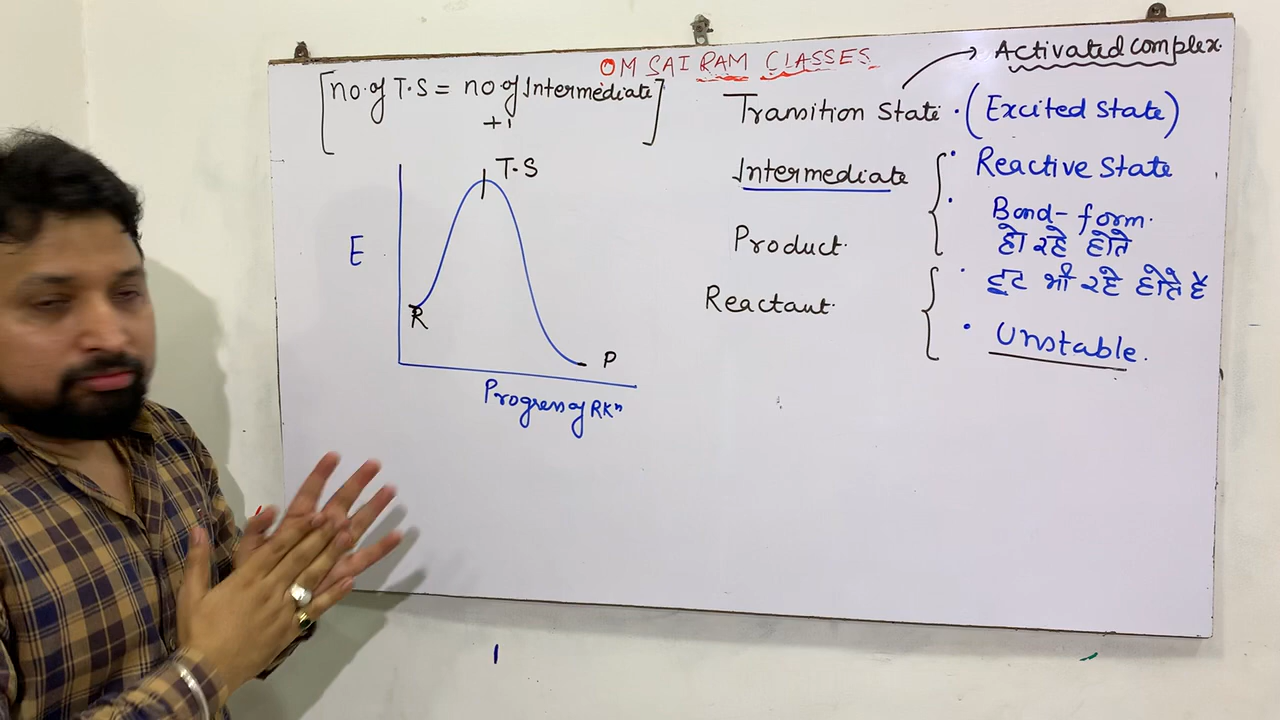 OM SAI RAM CLASSES
[no. of T.S = no of Intermediate]
+1
T.S
E
R
P
Progress of RXn
Activated complex.
Transition State. (Excited State)
Intermediate
Product.
Reactant.
Reactive State
Bond-form.
हो रहे होते
टूट भी रहे होते हैं
Unstable.